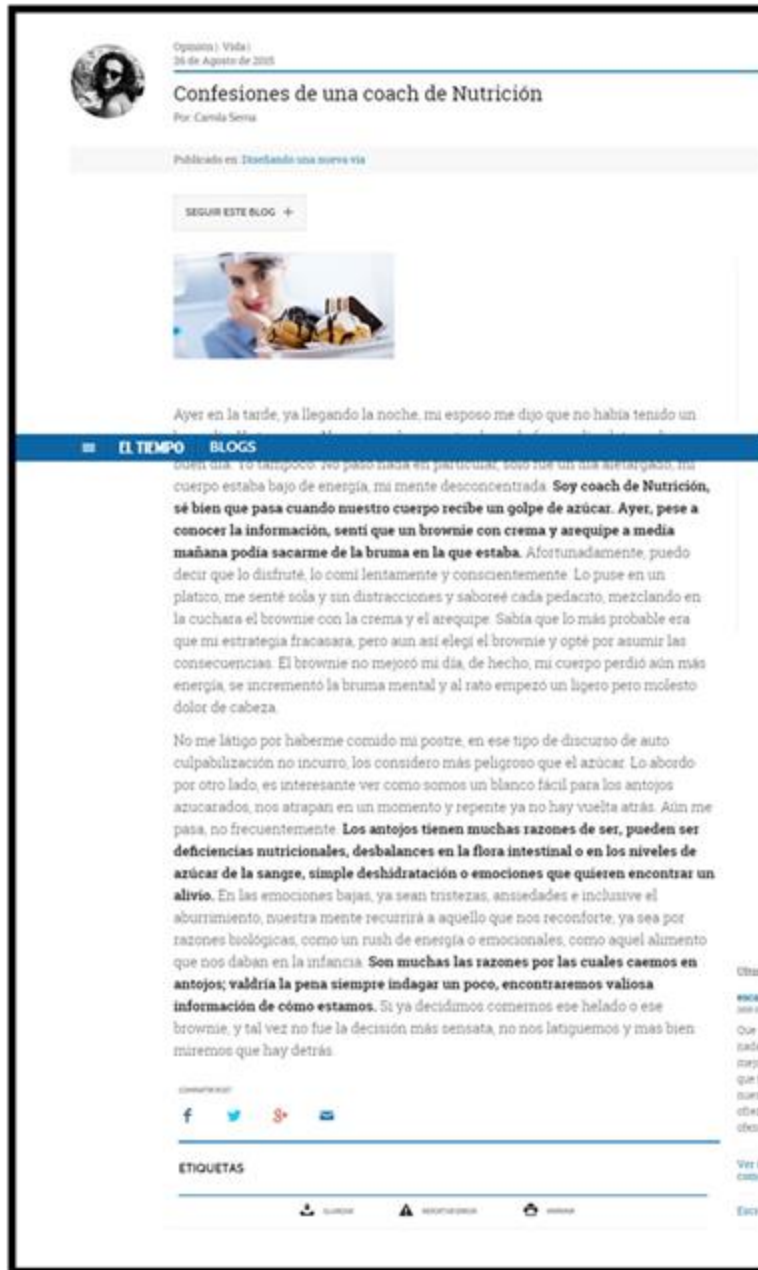 Opinión | Vida |
26 de Agosto de 2015
Confesiones de una coach de Nutrición
Por: Camila Serna
Publicado en: Diseñando una nueva vía
SEGUIR ESTE BLOG +
Ayer en la tarde, ya llegando la noche, mi esposo me dijo que no había tenido un
EL TIEMPO BLOGS
buen día. Yo tampoco. No pasó nada en particular, sólo fue un día aletargado, mi
cuerpo estaba bajo de energía, mi mente desconcentrada. Soy coach de Nutrición,
sé bien que pasa cuando nuestro cuerpo recibe un golpe de azúcar. Ayer, pese a
conocer la información, sentí que un brownie con crema y arequipe a media
mañana podía sacarme de la bruma en la que estaba. Afortunadamente, puedo
decir que lo disfruté, lo comí lentamente y conscientemente. Lo puse en un
platico, me senté sola y sin distracciones y saboreé cada pedacito, mezclando en
la cuchara el brownie con la crema y el arequipe. Sabía que lo más probable era
que mi estrategia fracasara, pero aun así elegí el brownie y opté por asumir las
consecuencias. El brownie no mejoró mi día, de hecho, mi cuerpo perdió aún más
energía, se incrementó la bruma mental y al rato empezó un ligero pero molesto
dolor de cabeza.
No me látigo por haberme comido mi postre, en ese tipo de discurso de auto
culpabilización no incurro, los considero más peligroso que el azúcar. Lo abordo
por otro lado, es interesante ver como somos un blanco fácil para los antojos
azucarados, nos atrapan en un momento y repente ya no hay vuelta atrás. Aún me
pasa, no frecuentemente. Los antojos tienen muchas razones de ser, pueden ser
deficiencias nutricionales, desbalances en la flora intestinal o en los niveles de
azúcar de la sangre, simple deshidratación o emociones que quieren encontrar un
alivio. En las emociones bajas, ya sean tristezas, ansiedades e inclusive el
aburrimiento, nuestra mente recurrirá a aquello que nos reconforte, ya sea por
razones biológicas, como un rush de energía o emocionales, como aquel alimento
que nos daban en la infancia. Son muchas las razones por las cuales caemos en
antojos; valdría la pena siempre indagar un poco, encontraremos valiosa
información de cómo estamos. Si ya decidimos comernos ese helado o ese
brownie, y tal vez no fue la decisión más sensata, no nos latiguemos y mas bien
miremos que hay detrás.
COMPARTIR POST
ETIQUETAS
GUARDAR REPORTAR ERROR IMPRIMIR
Que
Ver